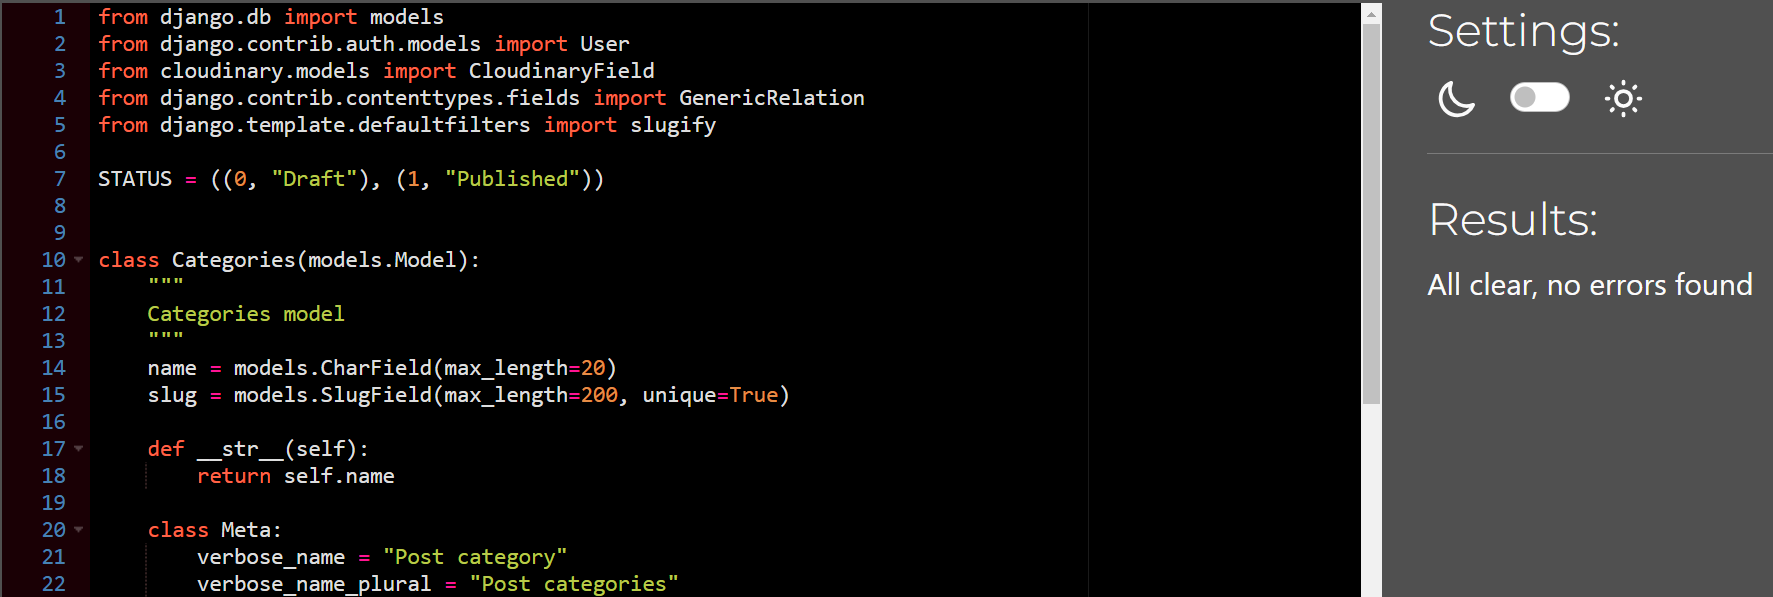 1 from django.db import models
2 from django.contrib.auth.models import User
3 from cloudinary.models import CloudinaryField
4 from django.contrib.contenttypes.fields import GenericRelation
5 from django.template.defaultfilters import slugify
6
7 STATUS = ((0, "Draft"), (1, "Published"))
8
9
10 class Categories(models.Model):
11     """
12     Categories model
13     """
14     name = models.CharField(max_length=20)
15     slug = models.SlugField(max_length=200, unique=True)
16
17     def __str__(self):
18         return self.name
19
20     class Meta:
21         verbose_name = "Post category"
22         verbose_name_plural = "Post categories"
Settings:
Results:
All clear, no errors found